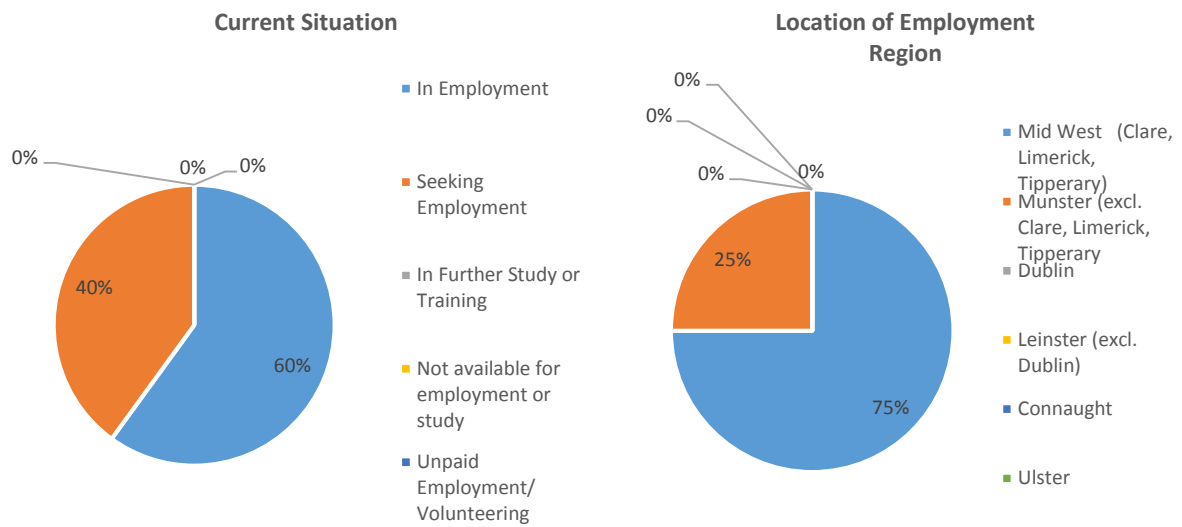 Current Situation
0%
0%
0%
40%
60%
In Employment
Seeking
Employment
In Further Study or
Training
Not available for
employment or
study
Unpaid
Employment/
Volunteering
Location of Employment
Region
0%
0%
0%
0%
25%
75%
Mid West (Clare,
Limerick,
Tipperary)
Munster (excl.
Clare, Limerick,
Tipperary
Dublin
Leinster (excl.
Dublin)
Connaught
Ulster